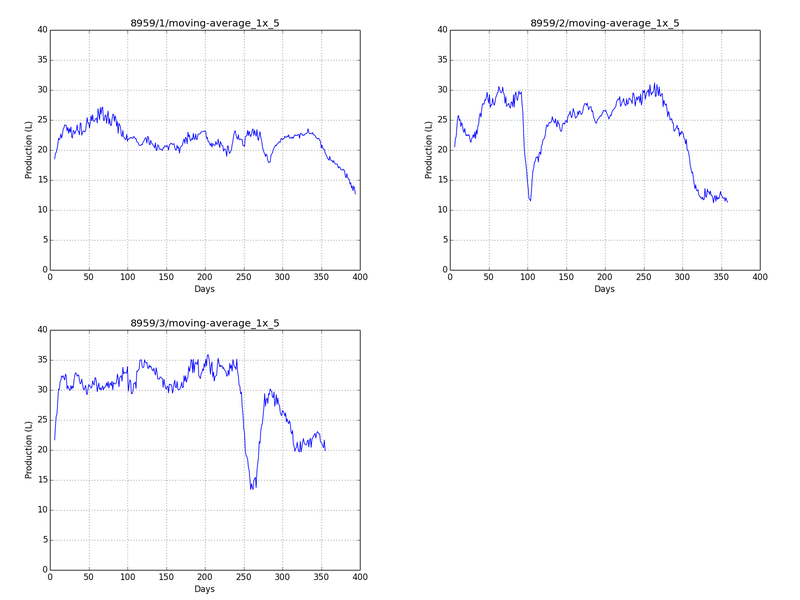 8959/1/moving-average_1x_5
40
35
30
25
20
15
10
5
0
Production (L)
0 50 100 150 200 250 300 350 400
Days
8959/2/moving-average_1x_5
40
35
30
25
20
15
10
5
0
Production (L)
0 50 100 150 200 250 300 350 400
Days
8959/3/moving-average_1x_5
40
35
30
25
20
15
10
5
0
Production (L)
0 50 100 150 200 250 300 350 400
Days